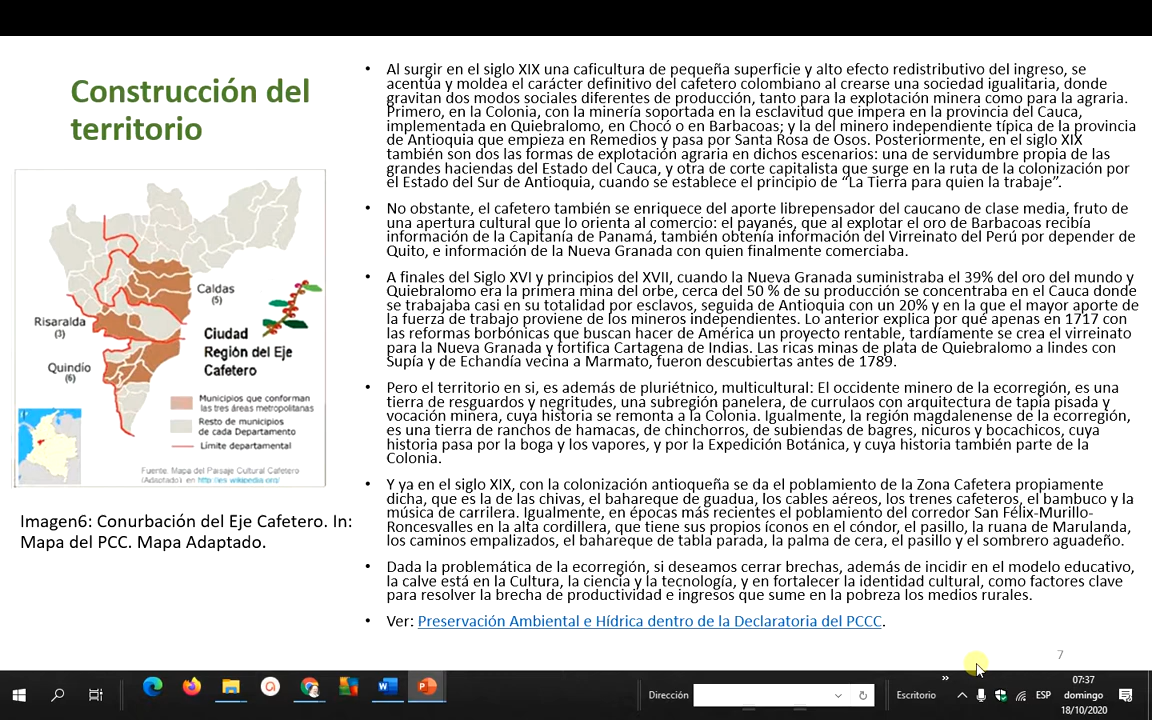 Construcción del
territorio
Caldas
(5)
Risaralda
(3)
Quindío
(6)
Ciudad
Región del Eje
Cafetero
Municipios que conforman
las tres áreas metropolitanas
Resto de municipios
de cada Departamento
Límite departamental
Fuente. Mapa del Paisaje Cultural Cafetero
(Adaptado). en http://es.wikipedia.org/
Imagen6: Conurbación del Eje Cafetero. In:
Mapa del PCC. Mapa Adaptado.
• Al surgir en el siglo XIX una caficultura de pequeña superficie y alto efecto redistributivo del ingreso, se
acentúa y moldea el carácter definitivo del cafetero colombiano al crearse una sociedad igualitaria, donde
gravitan dos modos sociales diferentes de producción, tanto para la explotación minera como para la agraria.
Primero, en la Colonia, con la minería soportada en la esclavitud que impera en la provincia del Cauca,
implementada en Quiebralomo, en Chocó o en Barbacoas; y la del minero independiente típica de la provincia
de Antioquia que empieza en Remedios y pasa por Santa Rosa de Osos. Posteriormente, en el siglo XIX
también son dos las formas de explotación agraria en dichos escenarios: una de servidumbre propia de las
grandes haciendas del Estado del Cauca, y otra de corte capitalista que surge en la ruta de la colonización por
el Estado del Sur de Antioquia, cuando se establece el principio de “La Tierra para quien la trabaje”.
• No obstante, el cafetero también se enriquece del aporte librepensador del caucano de clase media, fruto de
una apertura cultural que lo orienta al comercio: el payanés, que al explotar el oro de Barbacoas recibía
información de la Capitanía de Panamá, también obtenía información del Virreinato del Perú por depender de
Quito, e información de la Nueva Granada con quien finalmente comerciaba.
• A finales del Siglo XVI y principios del XVII, cuando la Nueva Granada suministraba el 39% del oro del mundo y
Quiebralomo era la primera mina del orbe, cerca del 50 % de su producción se concentraba en el Cauca donde
se trabajaba casi en su totalidad por esclavos, seguida de Antioquia con un 20% y en la que el mayor aporte de
la fuerza de trabajo proviene de los mineros independientes. Lo anterior explica por qué apenas en 1717 con
las reformas borbónicas que buscan hacer de América un proyecto rentable, tardíamente se crea el virreinato
para la Nueva Granada y fortifica Cartagena de Indias. Las ricas minas de plata de Quiebralomo a lindes con
Supía y de Echandía vecina a Marmato, fueron descubiertas antes de 1789.
• Pero el territorio en si, es además de pluriétnico, multicultural: El occidente minero de la ecorregión, es una
tierra de resguardos y negritudes, una subregión panelera, de currulaos con arquitectura de tapia pisada y
vocación minera, cuya historia se remonta a la Colonia. Igualmente, la región magdalenense de la ecorregión,
es una tierra de ranchos de hamacas, de chinchorros, de subiendas de bagres, nicuros y bocachicos, cuya
historia pasa por la boga y los vapores, y por la Expedición Botánica, y cuya historia también parte de la
Colonia.
• Y ya en el siglo XIX, con la colonización antioqueña se da el poblamiento de la Zona Cafetera propiamente
dicha, que es la de las chivas, el bahareque de guadua, los cables aéreos, los trenes cafeteros, el bambuco y la
música de carrilera. Igualmente, en épocas más recientes el poblamiento del corredor San Félix-Murillo-
Roncesvalles en la alta cordillera, que tiene sus propios íconos en el cóndor, el pasillo, la ruana de Marulanda,
los caminos empalizados, el bahareque de tabla parada, la palma de cera, el pasillo y el sombrero aguadeño.
• Dada la problemática de la ecorregión, si deseamos cerrar brechas, además de incidir en el modelo educativo,
la calve está en la Cultura, la ciencia y la tecnología, y en fortalecer la identidad cultural, como factores clave
para resolver la brecha de productividad e ingresos que sume en la pobreza los medios rurales.
• Ver: Preservación Ambiental e Hídrica dentro de la Declaratoria del PCCC.
7
Dirección
Escritorio
ESP
07:37
domingo
18/10/2020